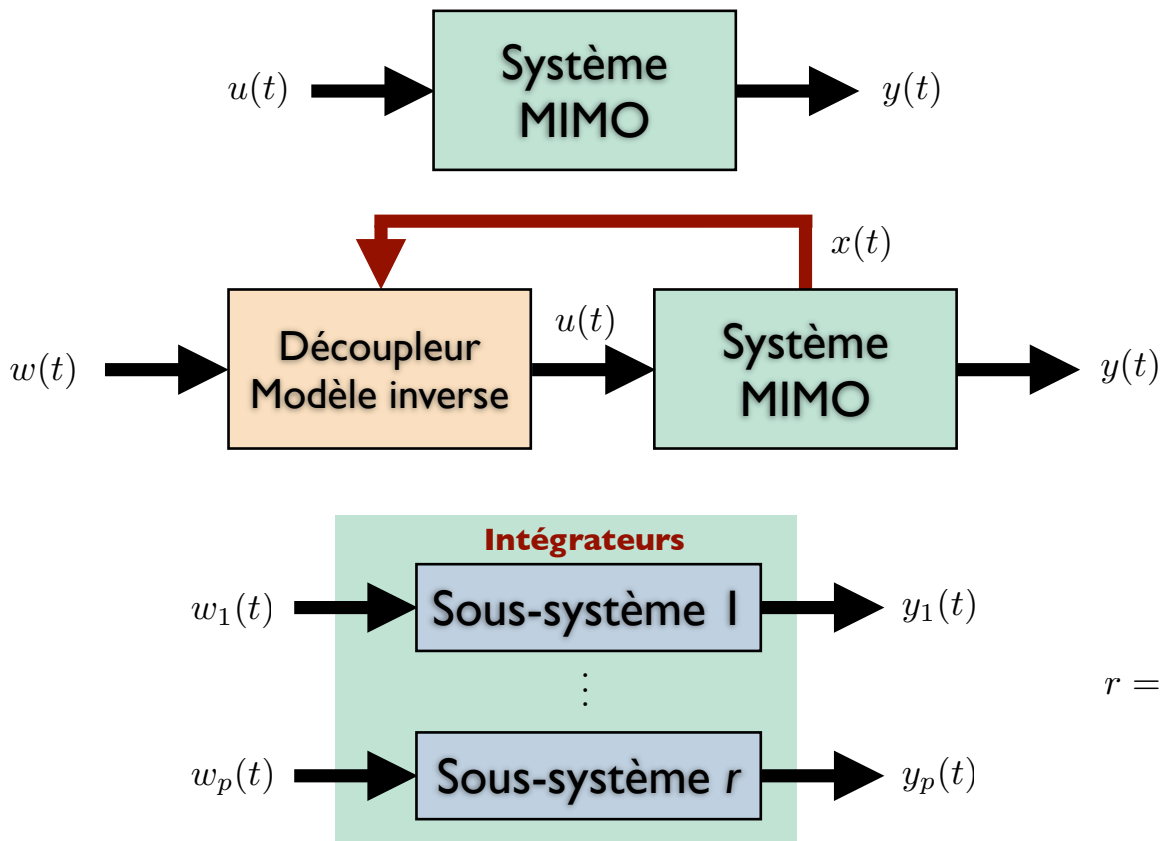 u(t)
Système
MIMO
y(t)
x(t)
w(t)
Découpleur
Modèle inverse
u(t)
Système
MIMO
y(t)
Intégrateurs
w₁(t)
Sous-système 1
y₁(t)
⋮
r =
wₚ(t)
Sous-système r
yₚ(t)